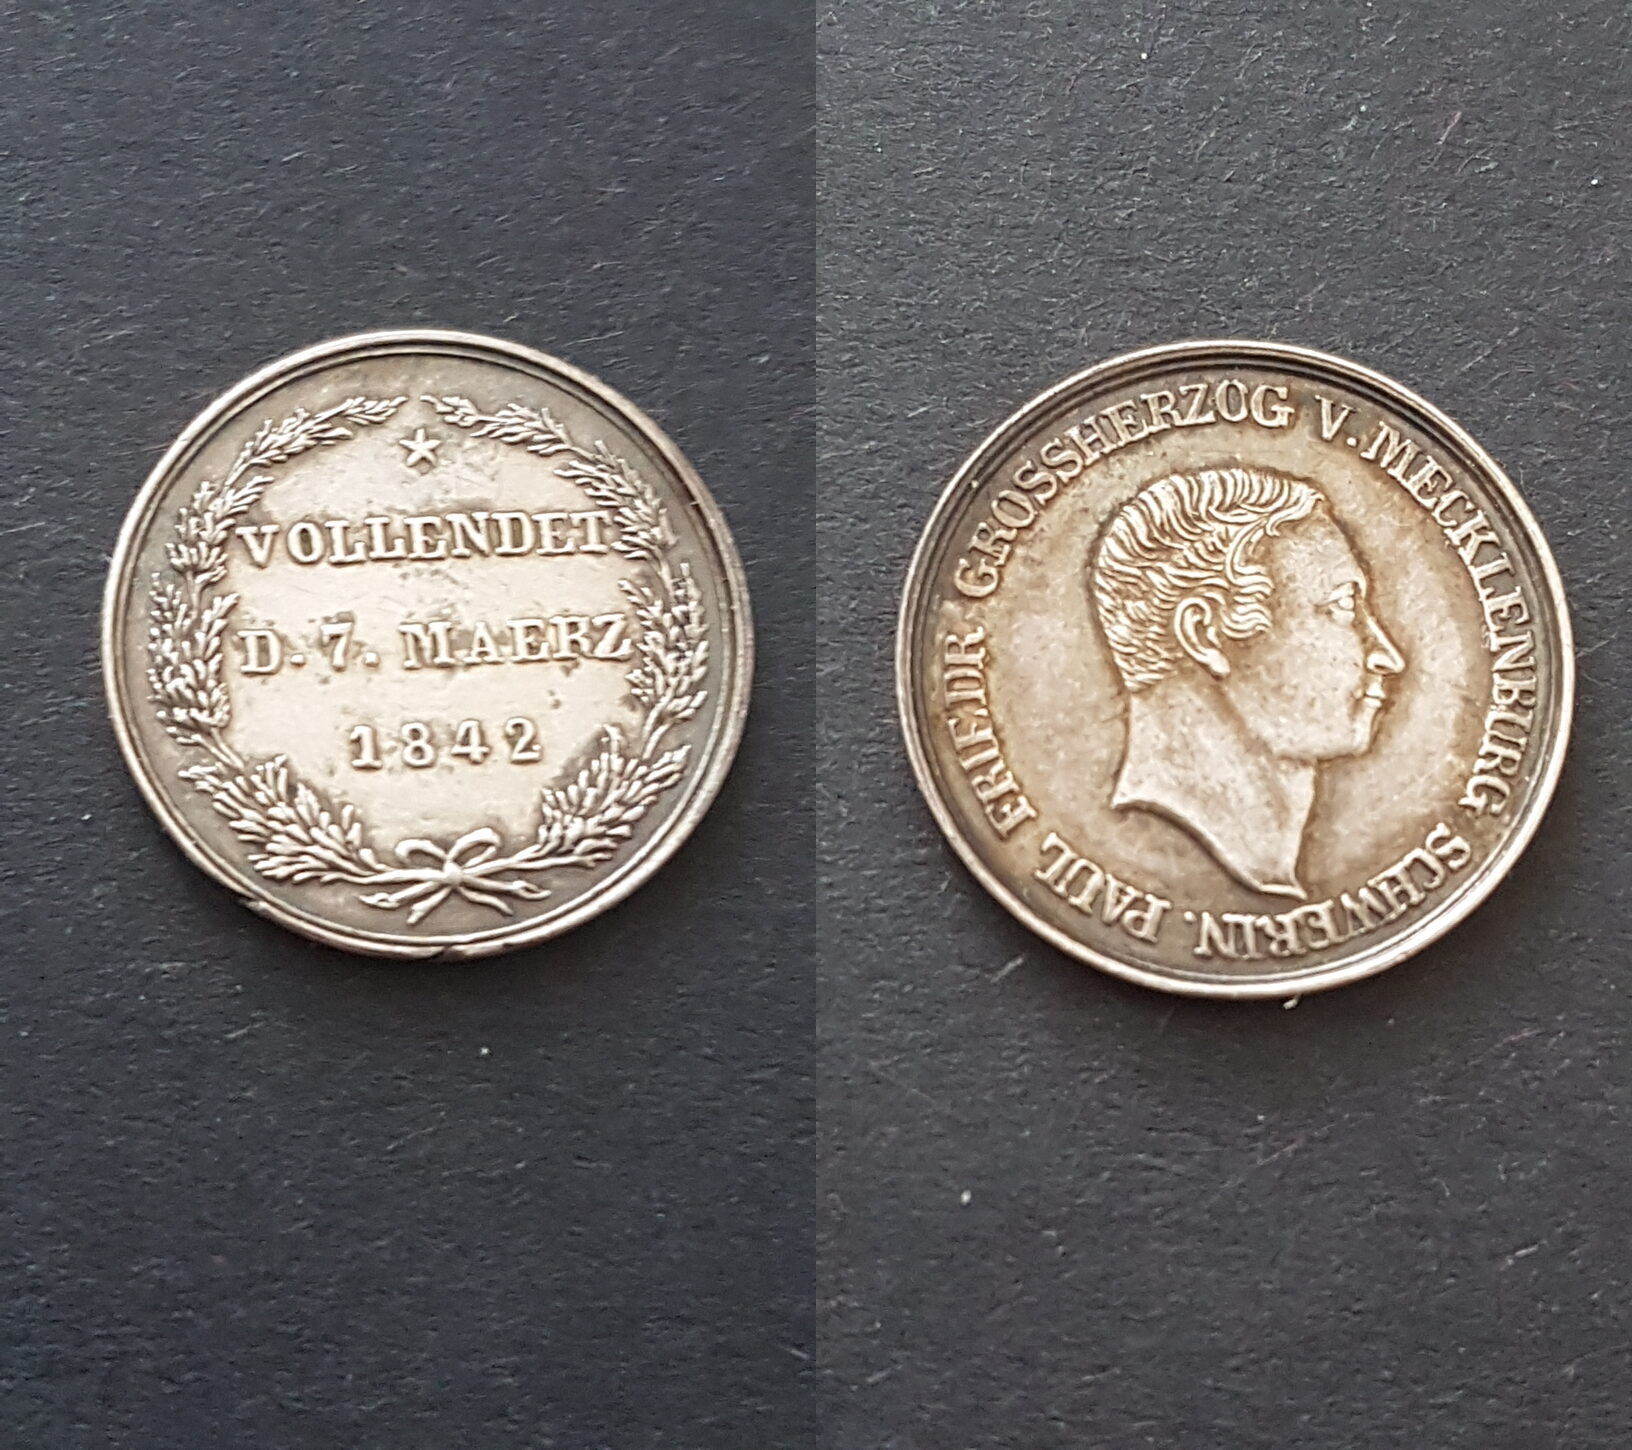 VOLLENDET
D. 7. MAERZ
1842
PAUL FRIEDR GROSSHERZOG V. MECKLENBURG SCHWERIN.